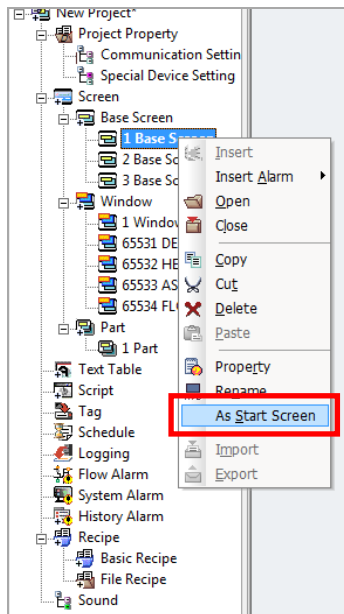 New Project*
Project Property
Communication Settin
Special Device Setting
Screen
Base Screen
1 Base Screen
2 Base Sc
3 Base Sc
Window
1 Window
65531 DE
65532 HE
65533 AS
65534 FL
Part
1 Part
Text Table
Script
Tag
Schedule
Logging
Flow Alarm
System Alarm
History Alarm
Recipe
Basic Recipe
File Recipe
Sound
Insert
Insert Alarm
Open
Close
Copy
Cut
Delete
Paste
Property
Rename
As Start Screen
Import
Export